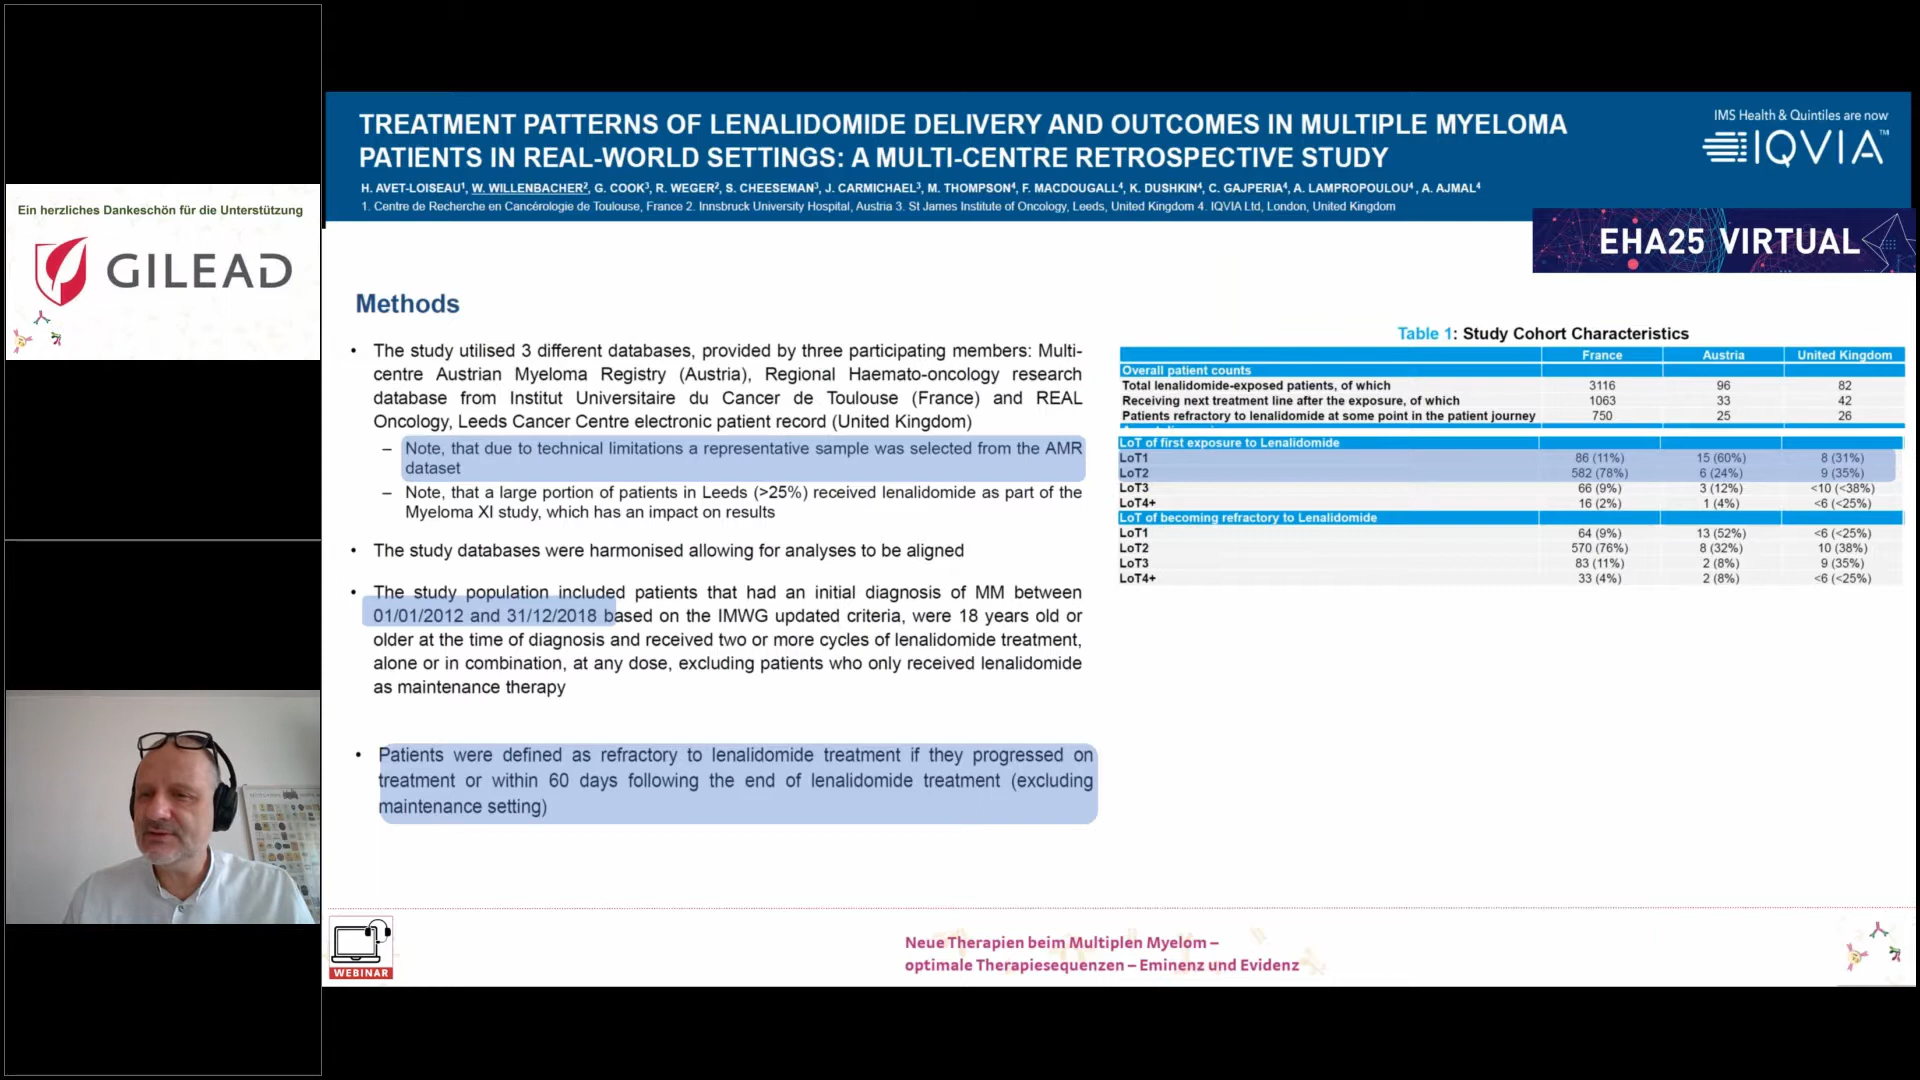 Ein herzliches Dankeschön für die Unterstützung
GILEAD
TREATMENT PATTERNS OF LENALIDOMIDE DELIVERY AND OUTCOMES IN MULTIPLE MYELOMA
PATIENTS IN REAL-WORLD SETTINGS: A MULTI-CENTRE RETROSPECTIVE STUDY
H. AVET-LOISEAU¹, W. WILLENBACHER², G. COOK³, R. WEGER², S. CHEESEMAN³, J. CARMICHAEL³, M. THOMPSON⁴, F. MACDOUGALL⁴, K. DUSHKIN⁴, C. GAJPERIA⁴, A. LAMPROPOULOU⁴, A. AJMAL⁴
1. Centre de Recherche en Cancérologie de Toulouse, France 2. Innsbruck University Hospital, Austria 3. St James Institute of Oncology, Leeds, United Kingdom 4. IQVIA Ltd, London, United Kingdom
IMS Health & Quintiles are now
IQVIA™
EHA25 VIRTUAL
Methods
• The study utilised 3 different databases, provided by three participating members: Multi-
centre Austrian Myeloma Registry (Austria), Regional Haemato-oncology research
database from Institut Universitaire du Cancer de Toulouse (France) and REAL
Oncology, Leeds Cancer Centre electronic patient record (United Kingdom)
– Note, that due to technical limitations a representative sample was selected from the AMR
dataset
– Note, that a large portion of patients in Leeds (>25%) received lenalidomide as part of the
Myeloma XI study, which has an impact on results
• The study databases were harmonised allowing for analyses to be aligned
• The study population included patients that had an initial diagnosis of MM between
01/01/2012 and 31/12/2018 based on the IMWG updated criteria, were 18 years old or
older at the time of diagnosis and received two or more cycles of lenalidomide treatment,
alone or in combination, at any dose, excluding patients who only received lenalidomide
as maintenance therapy
• Patients were defined as refractory to lenalidomide treatment if they progressed on
treatment or within 60 days following the end of lenalidomide treatment (excluding
maintenance setting)
Table 1: Study Cohort Characteristics
France Austria United Kingdom
Overall patient counts
Total lenalidomide-exposed patients, of which 3116 96 82
Receiving next treatment line after the exposure, of which 1063 33 42
Patients refractory to lenalidomide at some point in the patient journey 750 25 26
LoT of first exposure to Lenalidomide
LoT1 86 (11%) 15 (60%) 8 (31%)
LoT2 582 (78%) 6 (24%) 9 (35%)
LoT3 66 (9%) 3 (12%) <10 (<38%)
LoT4+ 16 (2%) 1 (4%) <6 (<25%)
LoT of becoming refractory to Lenalidomide
LoT1 64 (9%) 13 (52%) <6 (<25%)
LoT2 570 (76%) 8 (32%) 10 (38%)
LoT3 83 (11%) 2 (8%) 9 (35%)
LoT4+ 33 (4%) 2 (8%) <6 (<25%)
WEBINAR
Neue Therapien beim Multiplen Myelom –
optimale Therapiesequenzen – Eminenz und Evidenz